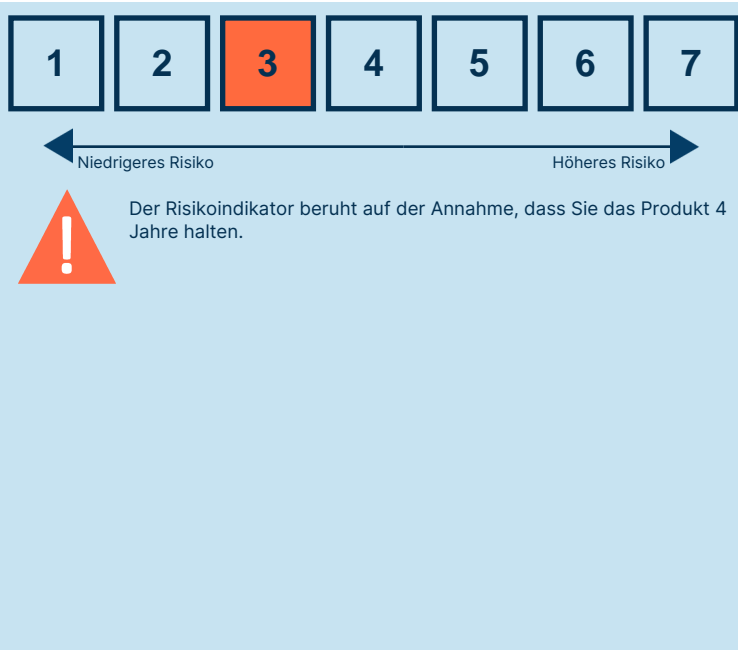 1 2 3 4 5 6 7
Niedrigeres Risiko Höheres Risiko
Der Risikoindikator beruht auf der Annahme, dass Sie das Produkt 4
Jahre halten.
!